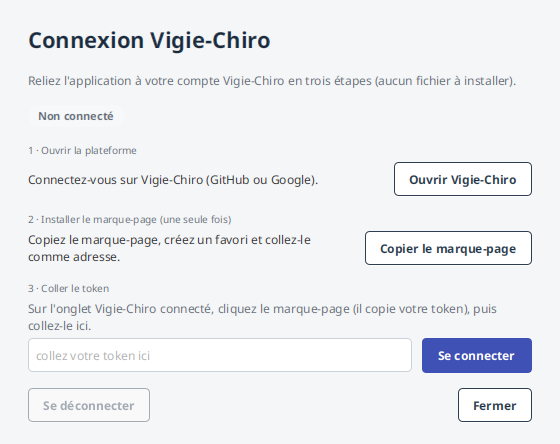 Connexion Vigie-Chiro
Reliez l'application à votre compte Vigie-Chiro en trois étapes (aucun fichier à installer).
Non connecté
1 · Ouvrir la plateforme
Connectez-vous sur Vigie-Chiro (GitHub ou Google).
Ouvrir Vigie-Chiro
2 · Installer le marque-page (une seule fois)
Copiez le marque-page, créez un favori et collez-le
comme adresse.
Copier le marque-page
3 · Coller le token
Sur l'onglet Vigie-Chiro connecté, cliquez le marque-page (il copie votre token), puis
collez-le ici.
collez votre token ici
Se connecter
Se déconnecter
Fermer